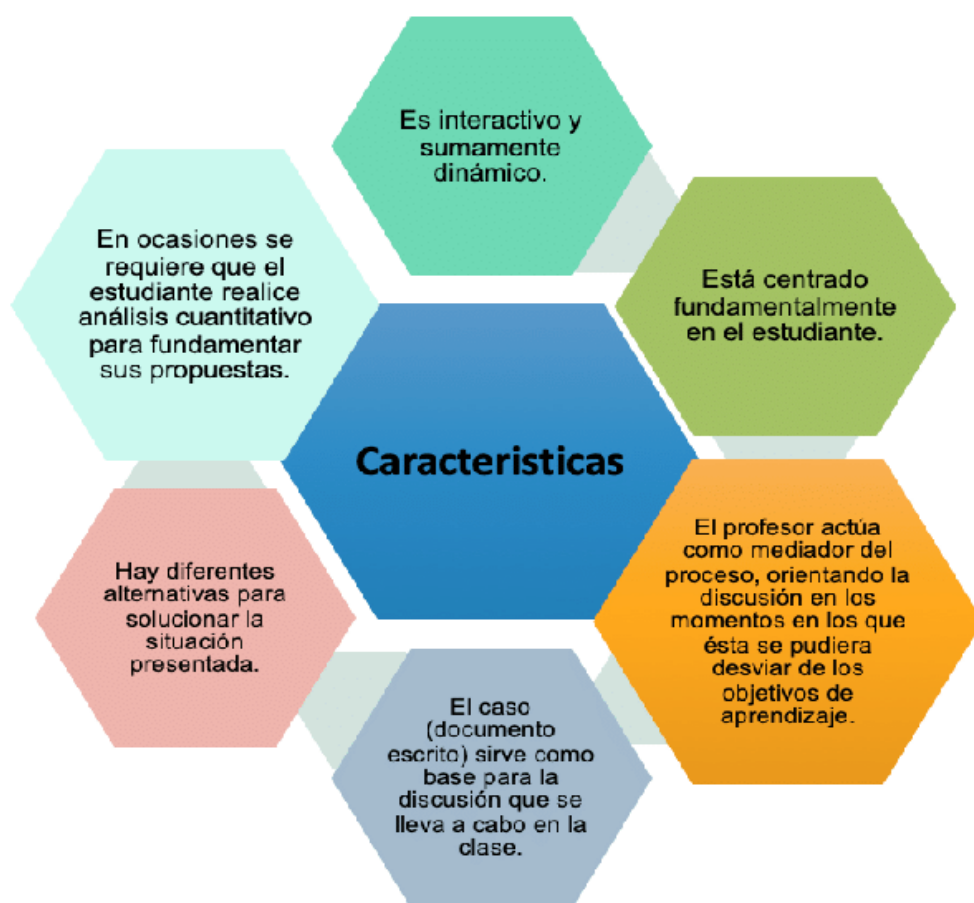 Es interactivo y
sumamente
dinámico.
Está centrado
fundamentalmente
en el estudiante.
El profesor actúa
como mediador del
proceso, orientando la
discusión en los
momentos en los que
ésta se pudiera
desviar de los
objetivos de
aprendizaje.
El caso
(documento
escrito) sirve como
base para la
discusión que se
lleva a cabo en la
clase.
Hay diferentes
alternativas para
solucionar la
situación
presentada.
En ocasiones se
requiere que el
estudiante realice
análisis cuantitativo
para fundamentar
sus propuestas.
Caracteristicas